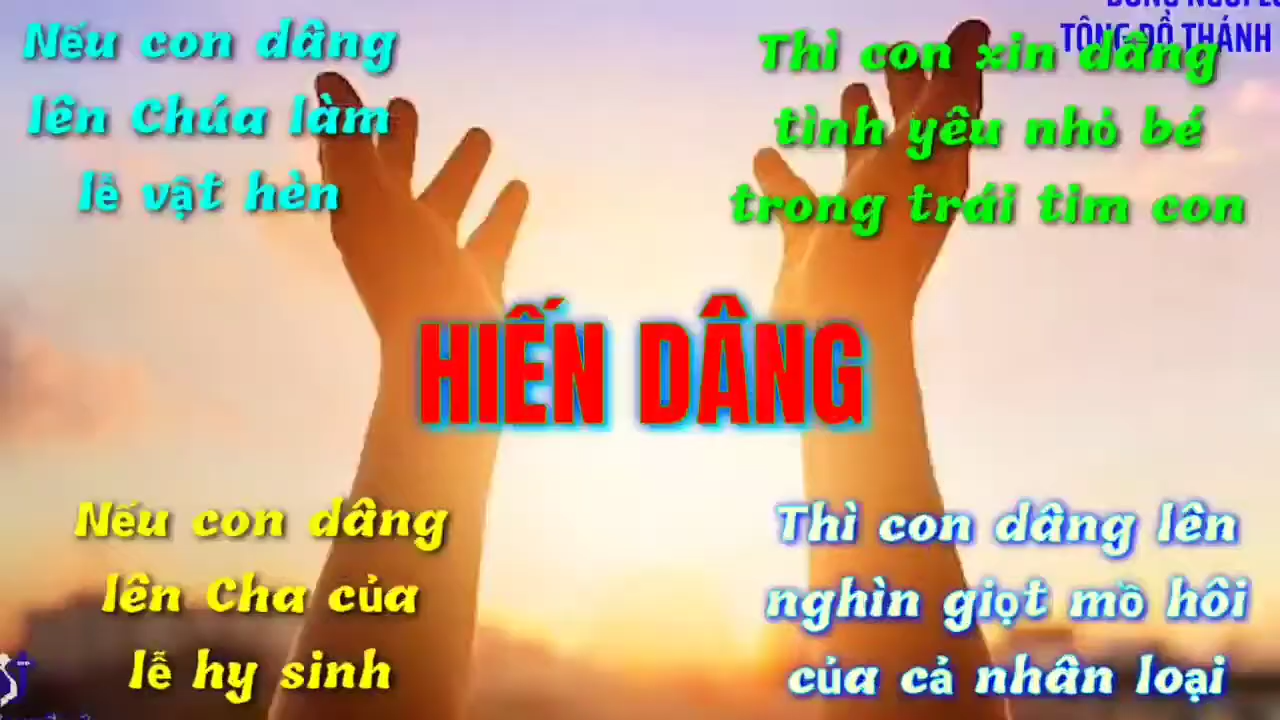 TÔNG ĐỒ THÁNH
Nếu con dâng
lên Chúa làm
lễ vật hèn
Thì con xin dâng
tình yêu nhỏ bé
trong trái tim con
HIẾN DÂNG
Nếu con dâng
lên Cha của
lễ hy sinh
Thì con dâng lên
nghìn giọt mồ hôi
của cả nhân loại